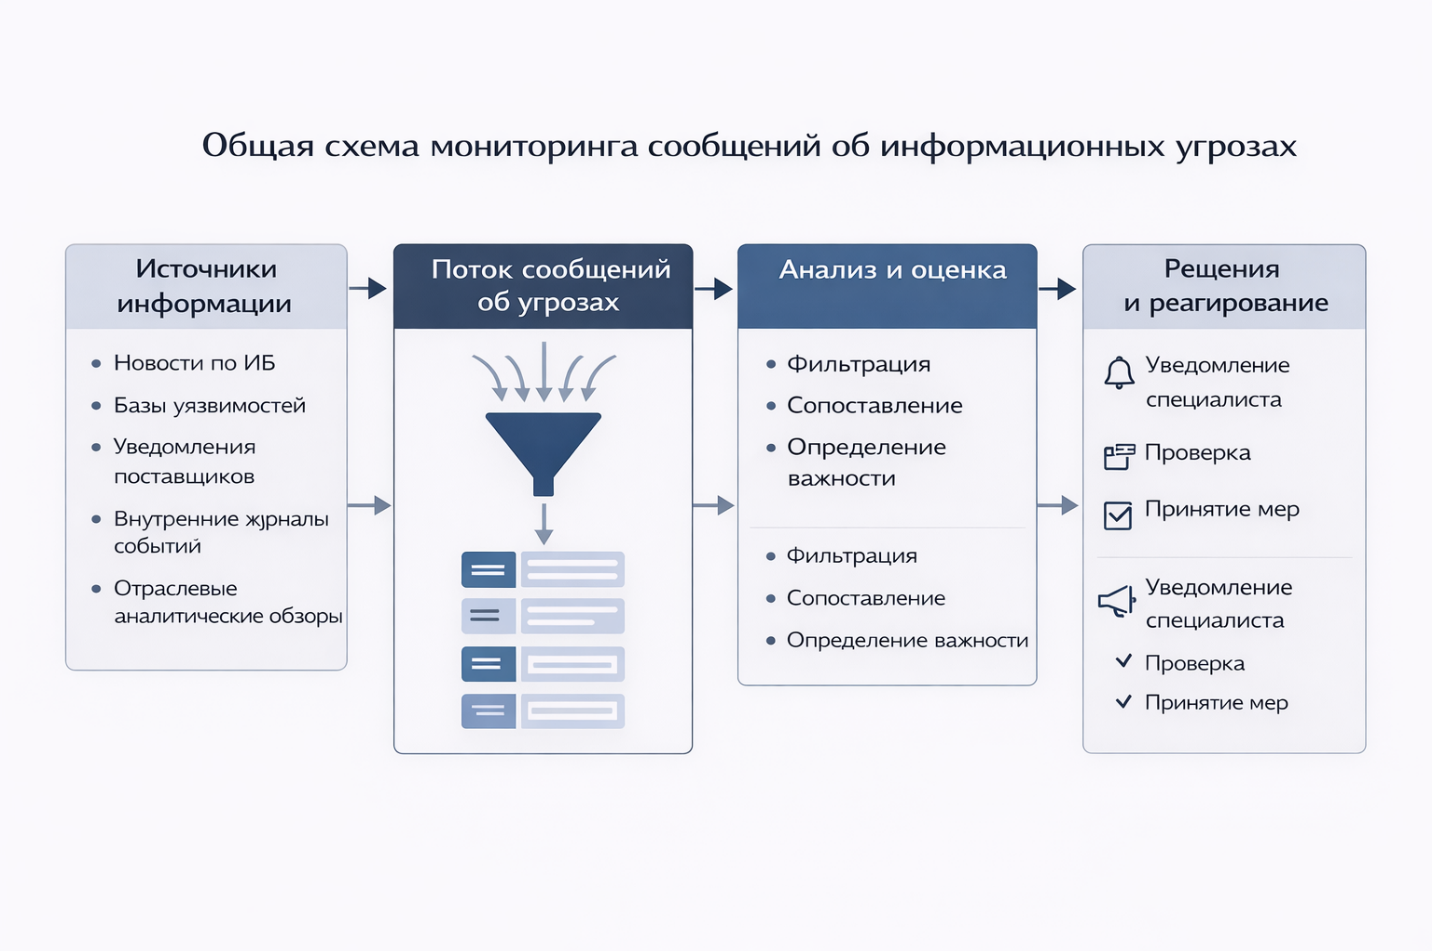 Общая схема мониторинга сообщений об информационных угрозах
Источники
информации
Новости по ИБ
Базы уязвимостей
Уведомления
поставщиков
Внутренние журналы
событий
Отраслевые
аналитические обзоры
Поток сообщений
об угрозах
Анализ и оценка
Фильтрация
Сопоставление
Определение
важности
Фильтрация
Сопоставление
Определение важности
Рещения
и реагирование
Уведомление
специалиста
Проверка
Принятие мер
Уведомление
специалиста
Проверка
Принятие мер